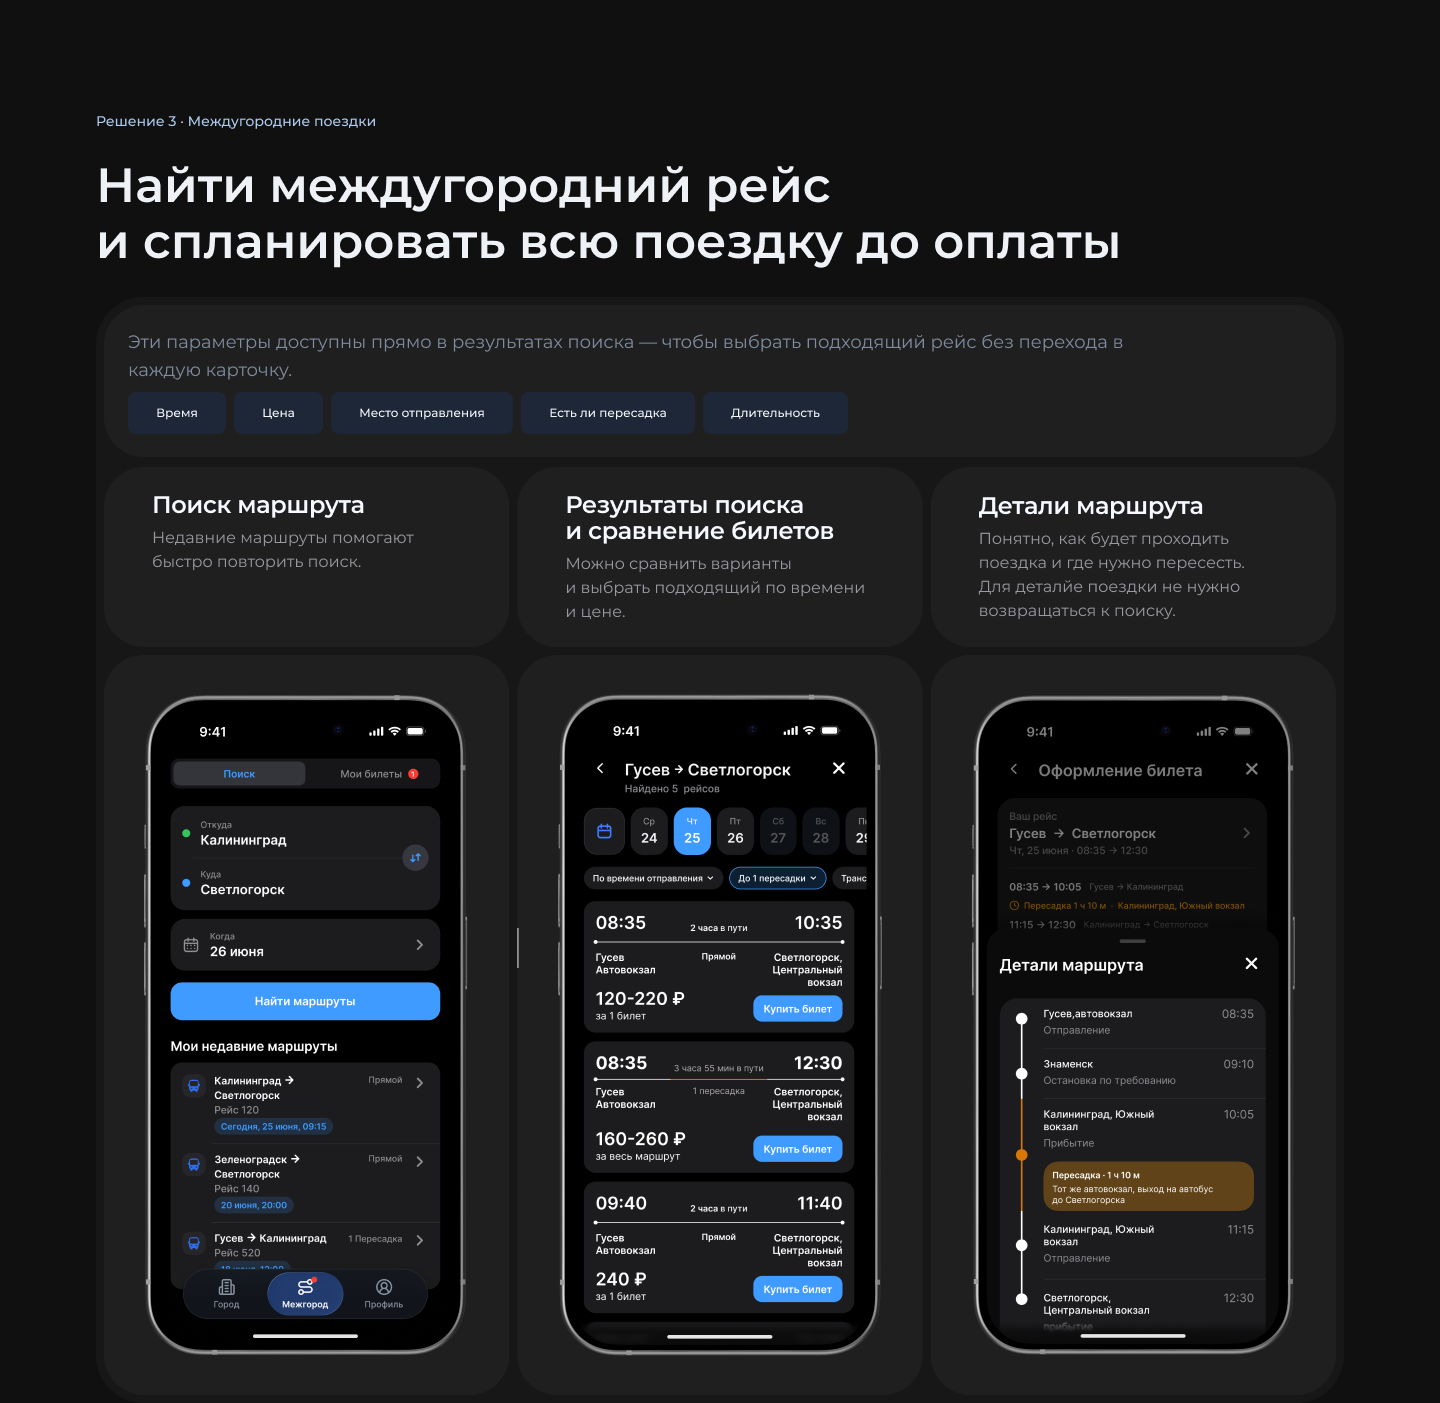 Решение 3 · Междугородние поездки
Найти междугородний рейс
и спланировать всю поездку до оплаты
Эти параметры доступны прямо в результатах поиска — чтобы выбрать подходящий рейс без перехода в
каждую карточку.
Время
Цена
Место отправления
Есть ли пересадка
Длительность
Поиск маршрута
Недавние маршруты помогают
быстро повторить поиск.
Результаты поиска
и сравнение билетов
Можно сравнить варианты
и выбрать подходящий по времени
и цене.
Детали маршрута
Понятно, как будет проходить
поездка и где нужно пересесть.
Для деталйе поездки не нужно
возвращаться к поиску.
9:41
Поиск
Мои билеты 1
Откуда
Калининград
Куда
Светлогорск
Когда
26 июня
Найти маршруты
Мои недавние маршруты
Калининград →
Светлогорск
Прямой
Рейс 120
Сегодня, 25 июня, 09:15
Зеленоградск →
Светлогорск
Прямой
Рейс 140
20 июня, 20:00
Гусев → Калининград
1 Пересадка
Рейс 520
18 июня, 12:00
Город
Межгород
Профиль
9:41
Гусев → Светлогорск
Найдено 5 рейсов
Ср
24
Чт
25
Пт
26
Сб
27
Вс
28
По времени отправления
До 1 пересадки
Транс
08:35
2 часа в пути
10:35
Гусев
Автовокзал
Прямой
Светлогорск,
Центральный
вокзал
120-220 ₽
за 1 билет
Купить билет
08:35
3 часа 55 мин в пути
12:30
Гусев
Автовокзал
1 пересадка
Светлогорск,
Центральный
вокзал
160-260 ₽
за весь маршрут
Купить билет
09:40
2 часа в пути
11:40
Гусев
Автовокзал
Прямой
Светлогорск,
Центральный
вокзал
240 ₽
за 1 билет
Купить билет
9:41
Оформление билета
Ваш рейс
Гусев → Светлогорск
Чт, 25 июня · 08:35 → 12:30
08:35 → 10:05 Гусев → Калининград
Пересадка 1 ч 10 м · Калининград, Южный вокзал
11:15 → 12:30 Калининград → Светлогорск
Детали маршрута
Гусев,автовокзал
08:35
Отправление
Знаменск
09:10
Остановка по требованию
Калининград, Южный
вокзал
10:05
Прибытие
Пересадка · 1 ч 10 м
Тот же автовокзал, выход на автобус
до Светлогорска
Калининград, Южный
вокзал
11:15
Отправление
Светлогорск,
Центральный вокзал
12:30
прибытие